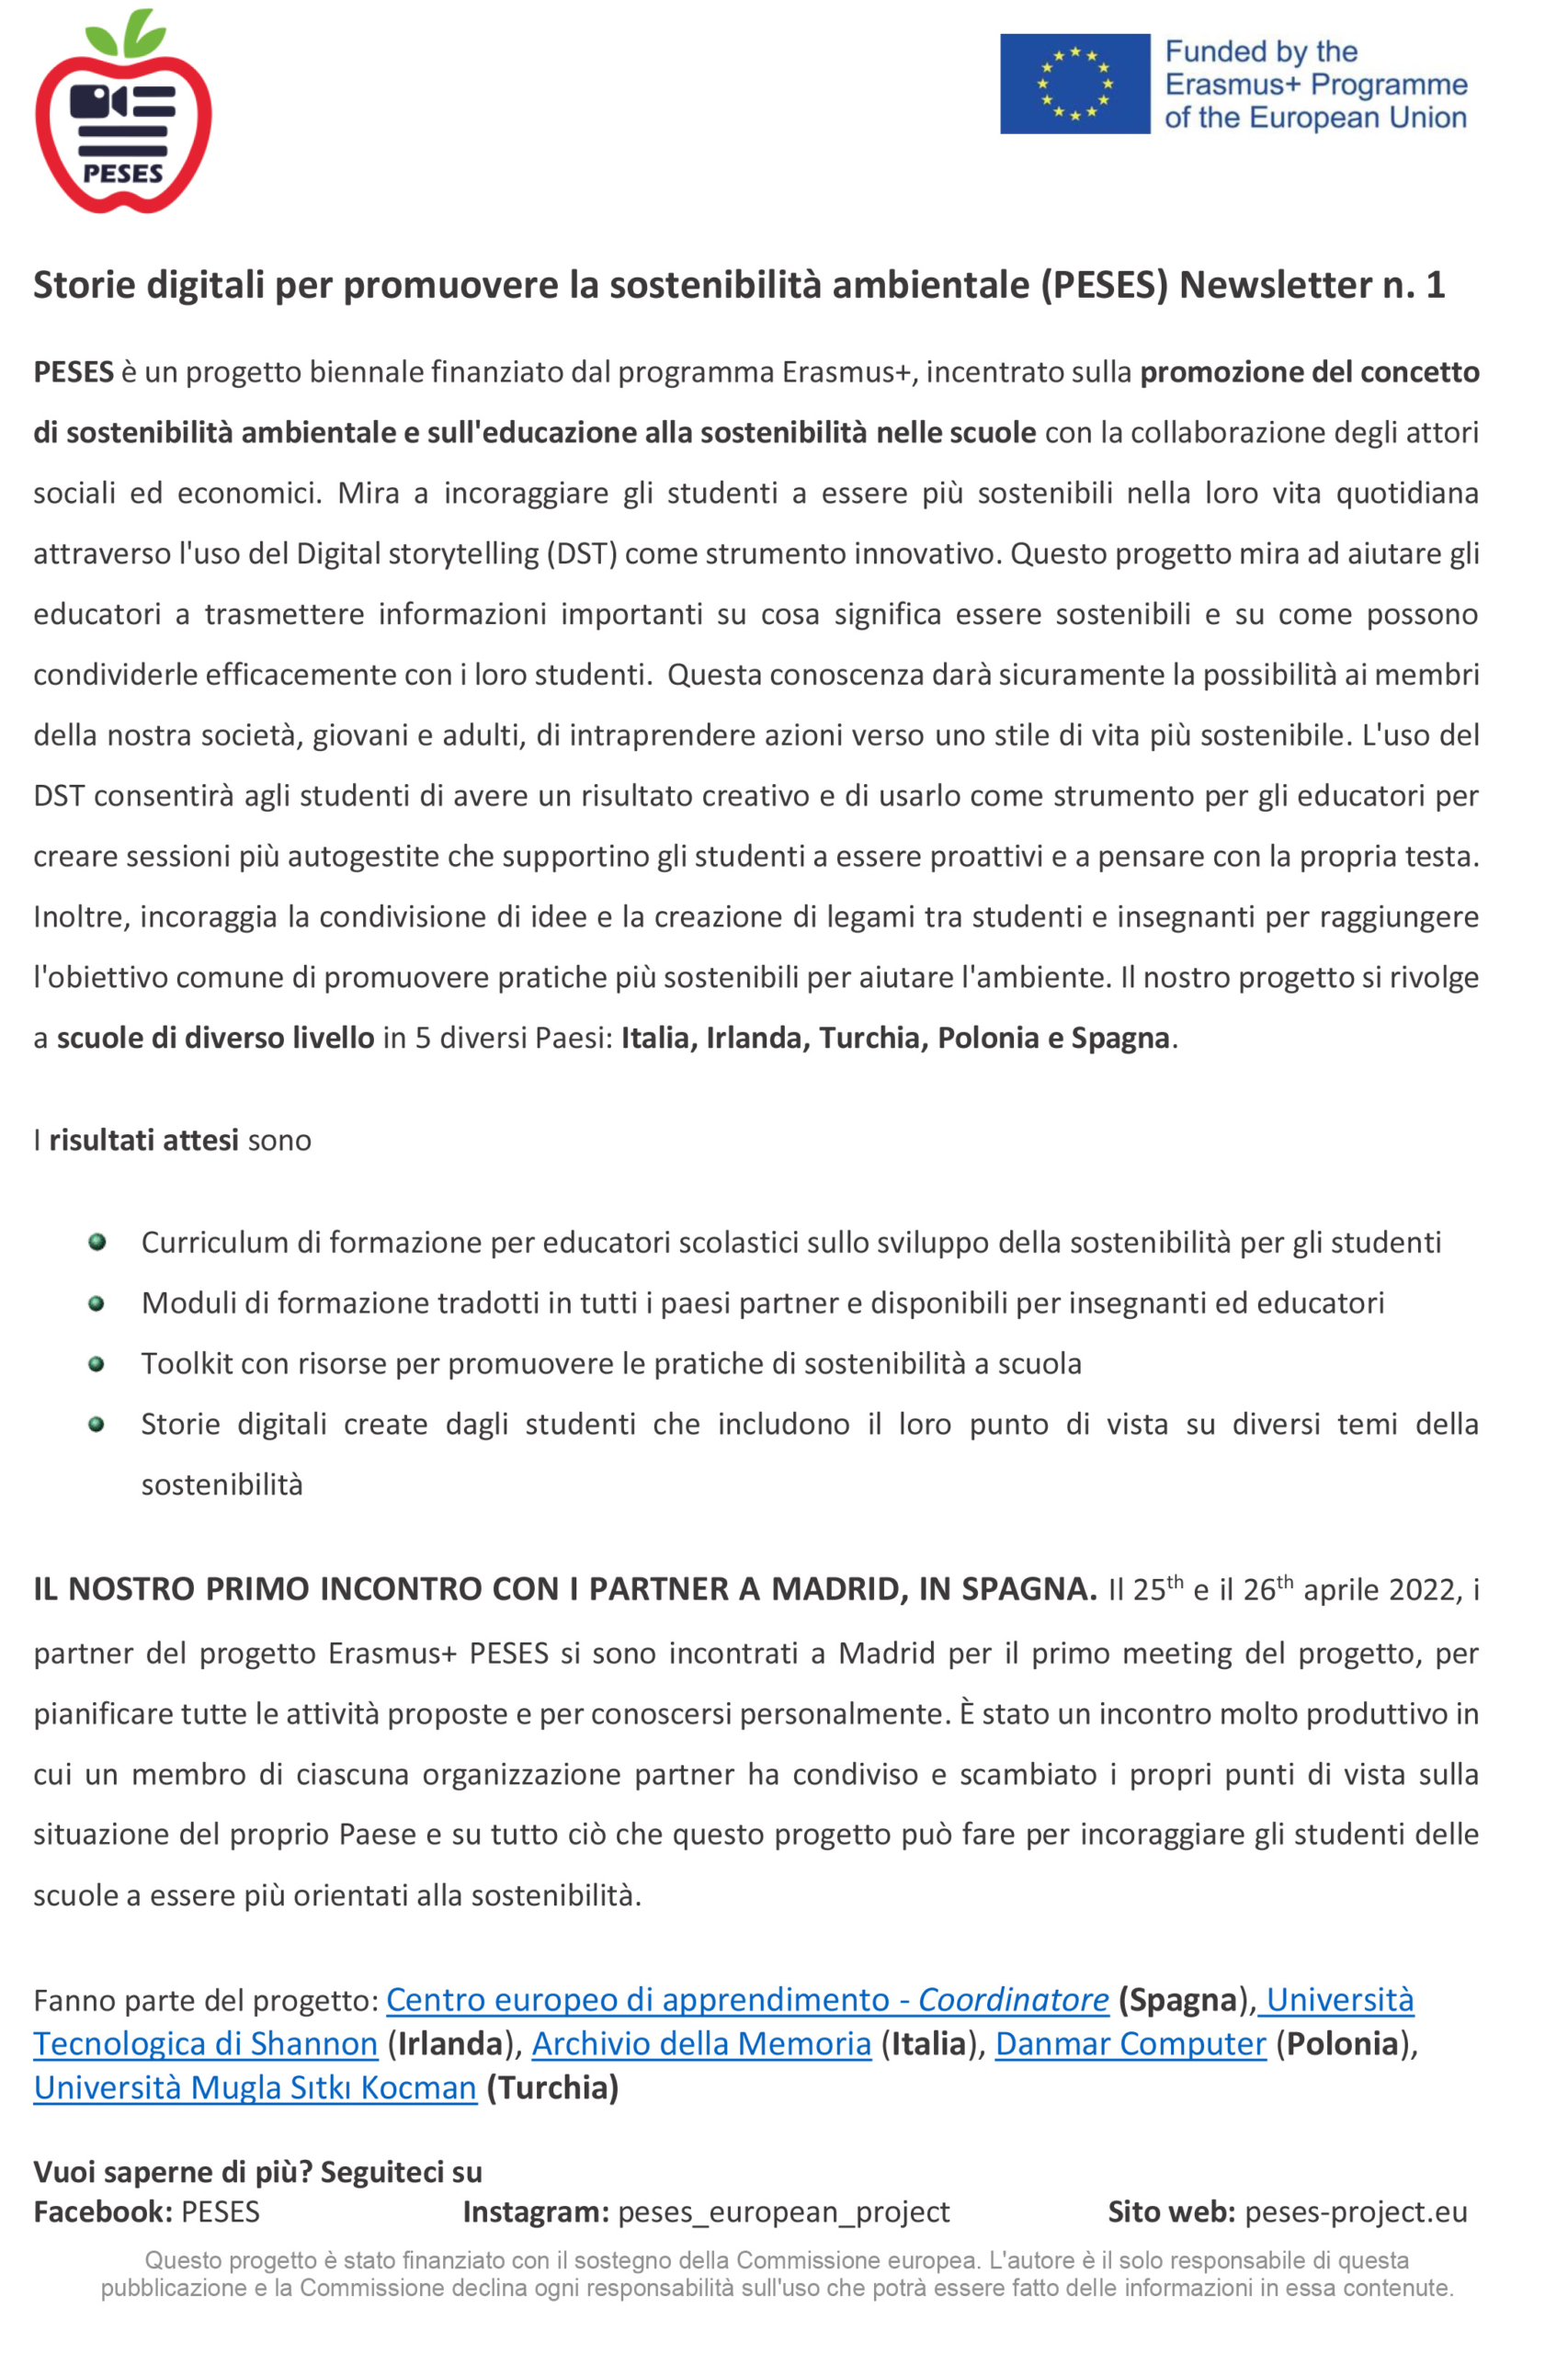 PESES
Funded by the
Erasmus+ Programme
of the European Union
Storie digitali per promuovere la sostenibilità ambientale (PESES) Newsletter n. 1
PESES è un progetto biennale finanziato dal programma Erasmus+, incentrato sulla promozione del concetto
di sostenibilità ambientale e sull'educazione alla sostenibilità nelle scuole con la collaborazione degli attori
sociali ed economici. Mira a incoraggiare gli studenti a essere più sostenibili nella loro vita quotidiana
attraverso l'uso del Digital storytelling (DST) come strumento innovativo. Questo progetto mira ad aiutare gli
educatori a trasmettere informazioni importanti su cosa significa essere sostenibili e su come possono
condividerle efficacemente con i loro studenti. Questa conoscenza darà sicuramente la possibilità ai membri
della nostra società, giovani e adulti, di intraprendere azioni verso uno stile di vita più sostenibile. L'uso del
DST consentirà agli studenti di avere un risultato creativo e di usarlo come strumento per gli educatori per
creare sessioni più autogestite che supportino gli studenti a essere proattivi e a pensare con la propria testa.
Inoltre, incoraggia la condivisione di idee e la creazione di legami tra studenti e insegnanti per raggiungere
l'obiettivo comune di promuovere pratiche più sostenibili per aiutare l'ambiente. Il nostro progetto si rivolge
a scuole di diverso livello in 5 diversi Paesi: Italia, Irlanda, Turchia, Polonia e Spagna.
I risultati attesi sono
Curriculum di formazione per educatori scolastici sullo sviluppo della sostenibilità per gli studenti
Moduli di formazione tradotti in tutti i paesi partner e disponibili per insegnanti ed educatori
Toolkit con risorse per promuovere le pratiche di sostenibilità a scuola
Storie digitali create dagli studenti che includono il loro punto di vista su diversi temi della
sostenibilità
IL NOSTRO PRIMO INCONTRO CON I PARTNER A MADRID, IN SPAGNA. Il 25th e il 26th aprile 2022, i
partner del progetto Erasmus+ PESES si sono incontrati a Madrid per il primo meeting del progetto, per
pianificare tutte le attività proposte e per conoscersi personalmente. È stato un incontro molto produttivo in
cui un membro di ciascuna organizzazione partner ha condiviso e scambiato i propri punti di vista sulla
situazione del proprio Paese e su tutto ciò che questo progetto può fare per incoraggiare gli studenti delle
scuole a essere più orientati alla sostenibilità.
Fanno parte del progetto: Centro europeo di apprendimento - Coordinatore (Spagna), Università
Tecnologica di Shannon (Irlanda), Archivio della Memoria (Italia), Danmar Computer (Polonia),
Università Mugla Sıtkı Kocman (Turchia)
Vuoi saperne di più? Seguiteci su
Facebook: PESES Instagram: peses_european_project Sito web: peses-project.eu
Questo progetto è stato finanziato con il sostegno della Commissione europea. L'autore è il solo responsabile di questa
pubblicazione e la Commissione declina ogni responsabilità sull'uso che potrà essere fatto delle informazioni in essa contenute.